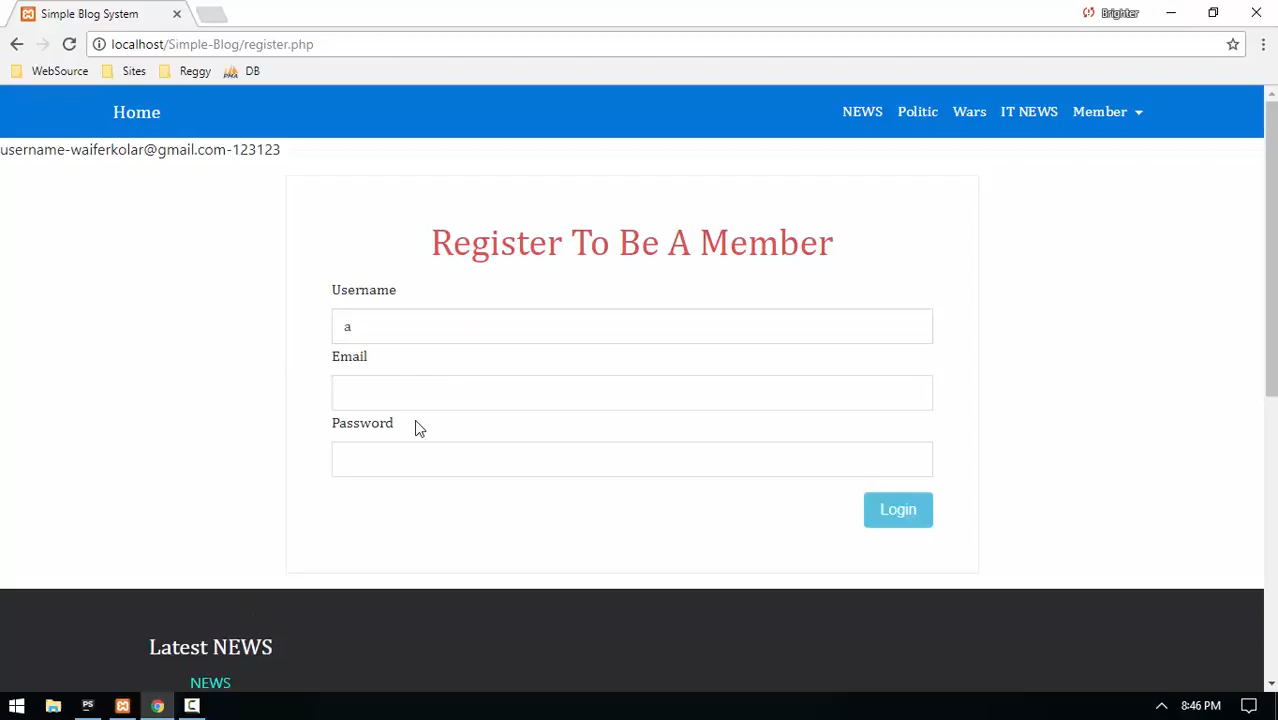 Simple Blog System
Brighter
localhost/Simple-Blog/register.php
WebSource Sites Reggy DB
Home NEWS Politic Wars IT NEWS Member
username-waiferkolar@gmail.com-123123
Register To Be A Member
Username
a
Email
Password
Login
Latest NEWS
NEWS
8:46 PM